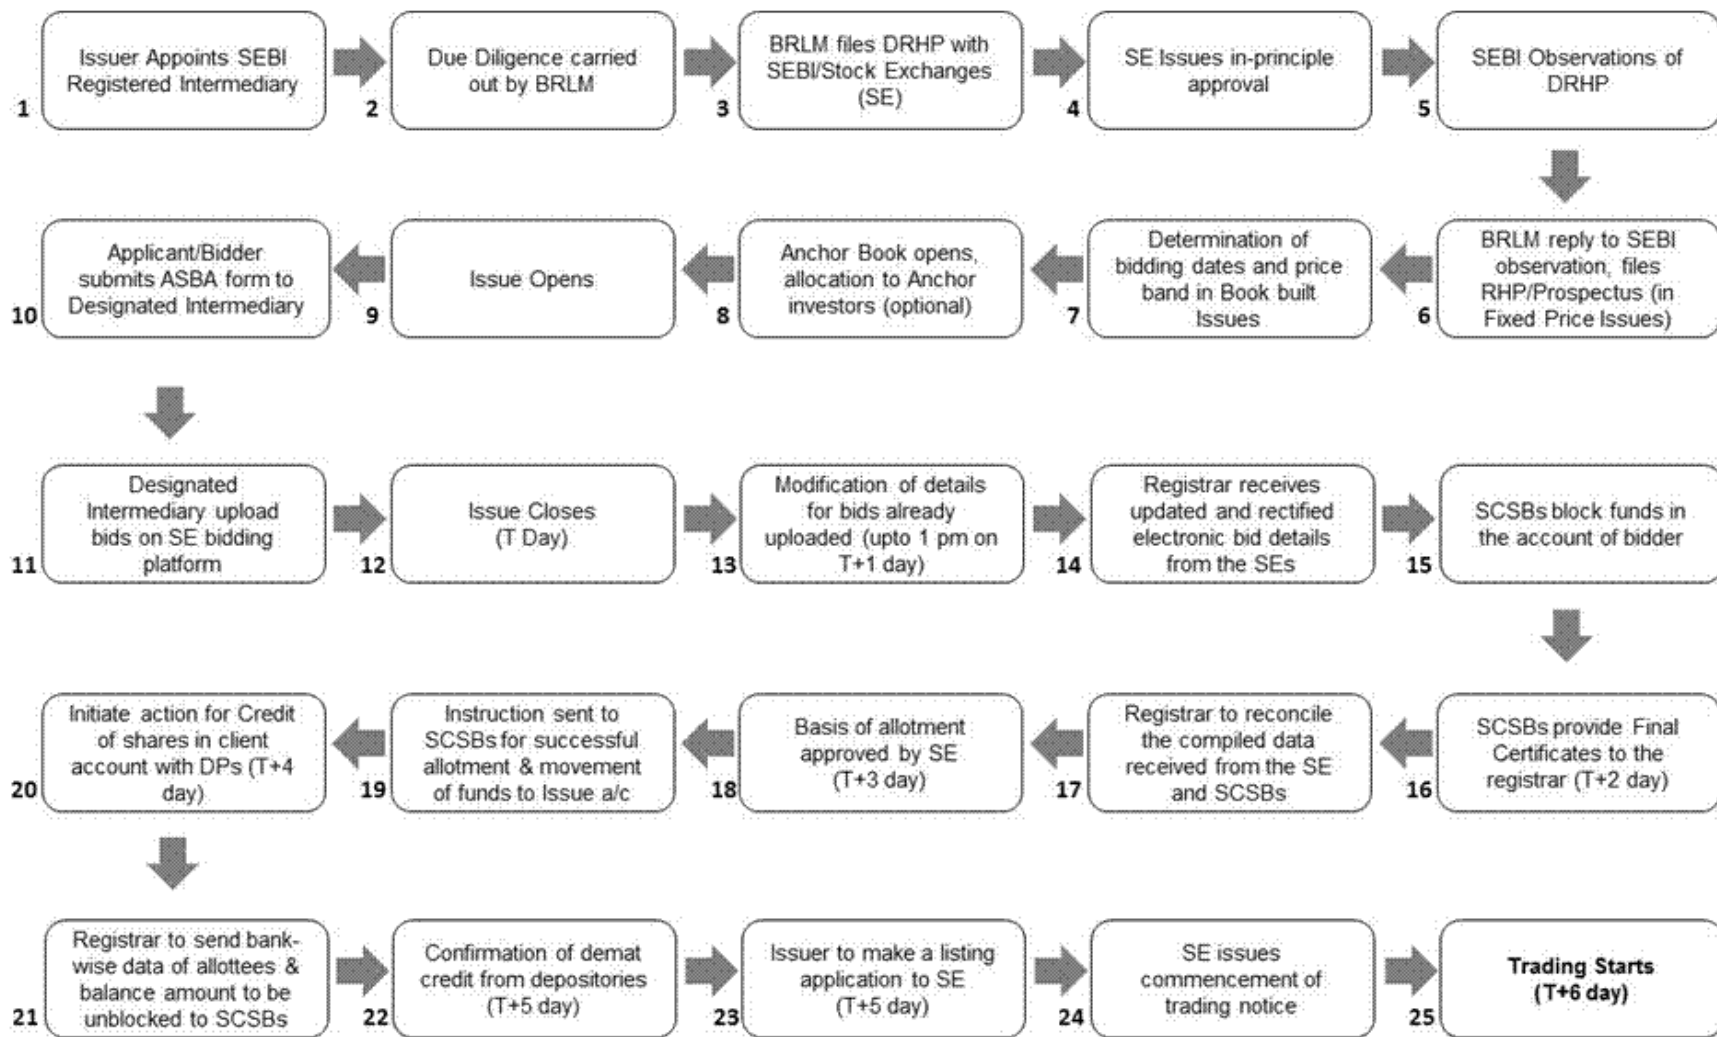 Issuer Appoints SEBI
Registered Intermediary
1
Due Diligence carried
out by BRLM
2
BRLM files DRHP with
SEBI/Stock Exchanges
(SE)
3
SE Issues in-principle
approval
4
SEBI Observations of
DRHP
5
BRLM reply to SEBI
observation, files
RHP/Prospectus (in
Fixed Price Issues)
6
Determination of
bidding dates and price
band in Book built
Issues
7
Anchor Book opens,
allocation to Anchor
investors (optional)
8
Issue Opens
9
Applicant/Bidder
submits ASBA form to
Designated Intermediary
10
Designated
Intermediary upload
bids on SE bidding
platform
11
Issue Closes
(T Day)
12
Modification of details
for bids already
uploaded (upto 1 pm on
T+1 day)
13
Registrar receives
updated and rectified
electronic bid details
from the SEs
14
SCSBs block funds in
the account of bidder
15
SCSBs provide Final
Certificates to the
registrar (T+2 day)
16
Registrar to reconcile
the compiled data
received from the SE
and SCSBs
17
Basis of allotment
approved by SE
(T+3 day)
18
Instruction sent to
SCSBs for successful
allotment & movement
of funds to Issue a/c
19
Initiate action for Credit
of shares in client
account with DPs (T+4
day)
20
Registrar to send bank-
wise data of allottees &
balance amount to be
unblocked to SCSBs
21
Confirmation of demat
credit from depositories
(T+5 day)
22
Issuer to make a listing
application to SE
(T+5 day)
23
SE issues
commencement of
trading notice
24
Trading Starts
(T+6 day)
25